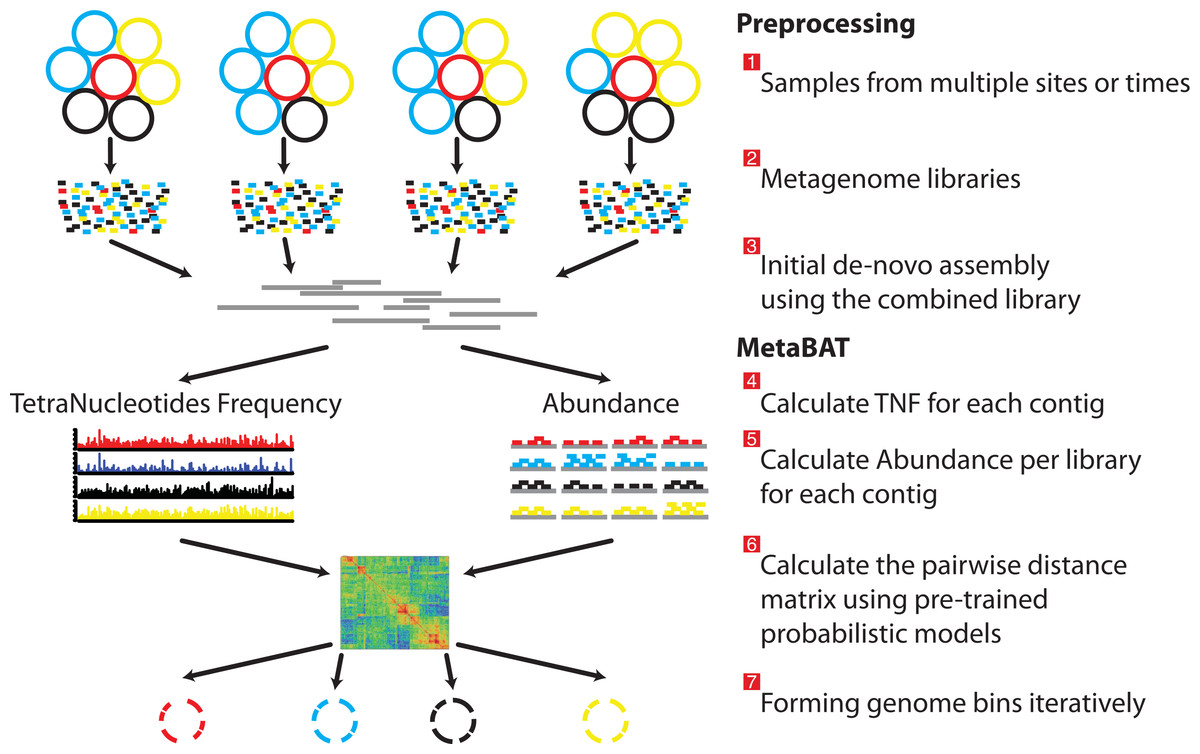 Preprocessing
1
Samples from multiple sites or times
2
Metagenome libraries
3
Initial de-novo assembly
using the combined library
MetaBAT
TetraNucleotides Frequency
Abundance
4
Calculate TNF for each contig
5
Calculate Abundance per library
for each contig
6
Calculate the pairwise distance
matrix using pre-trained
probabilistic models
7
Forming genome bins iteratively